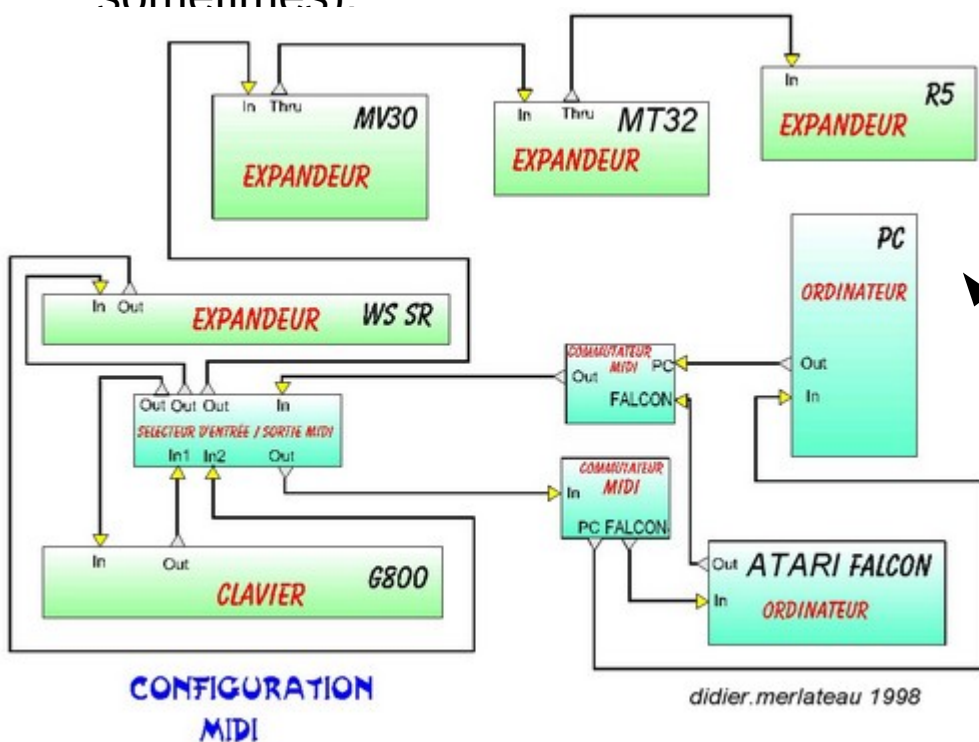 sometimes).
In Thru MV30
EXPANDEUR
In Thru MT32
EXPANDEUR
In R5
EXPANDEUR
PC
ORDINATEUR
Out
In
In Out EXPANDEUR WS SR
COMMUTATEUR
MIDI PC
Out
FALCON
Out Out Out In
SELECTEUR D'ENTRÉE / SORTIE MIDI
In1 In2 Out
COMMUTATEUR
MIDI
In
PC FALCON
In Out G800
CLAVIER
Out ATARI FALCON
In ORDINATEUR
CONFIGURATION
MIDI
didier.merlateau 1998